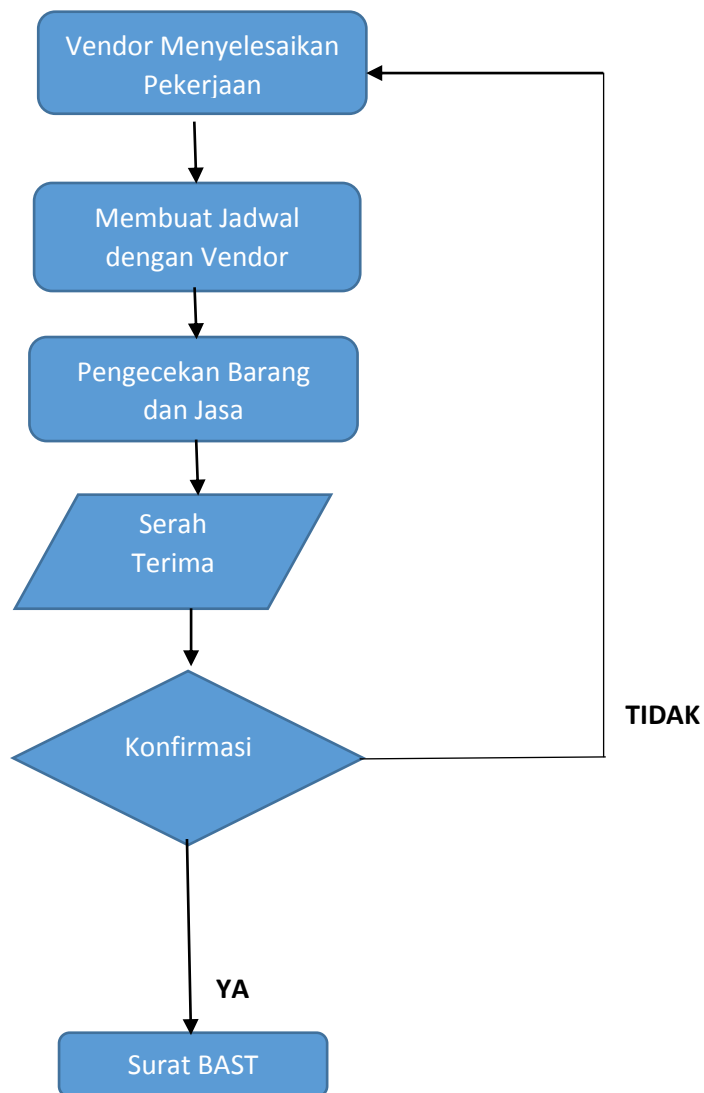 Vendor Menyelesaikan
Pekerjaan
Membuat Jadwal
dengan Vendor
Pengecekan Barang
dan Jasa
Serah
Terima
Konfirmasi
TIDAK
YA
Surat BAST